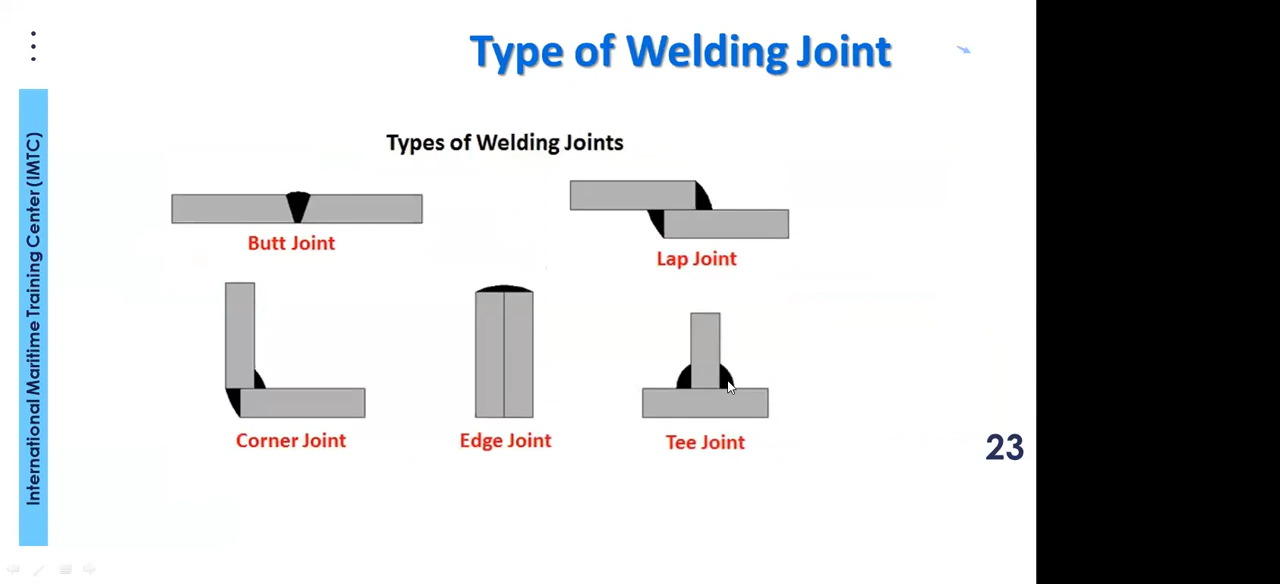 Type of Welding Joint
International Maritime Training Center (IMTC)
Types of Welding Joints
Butt Joint
Lap Joint
Corner Joint
Edge Joint
Tee Joint
23